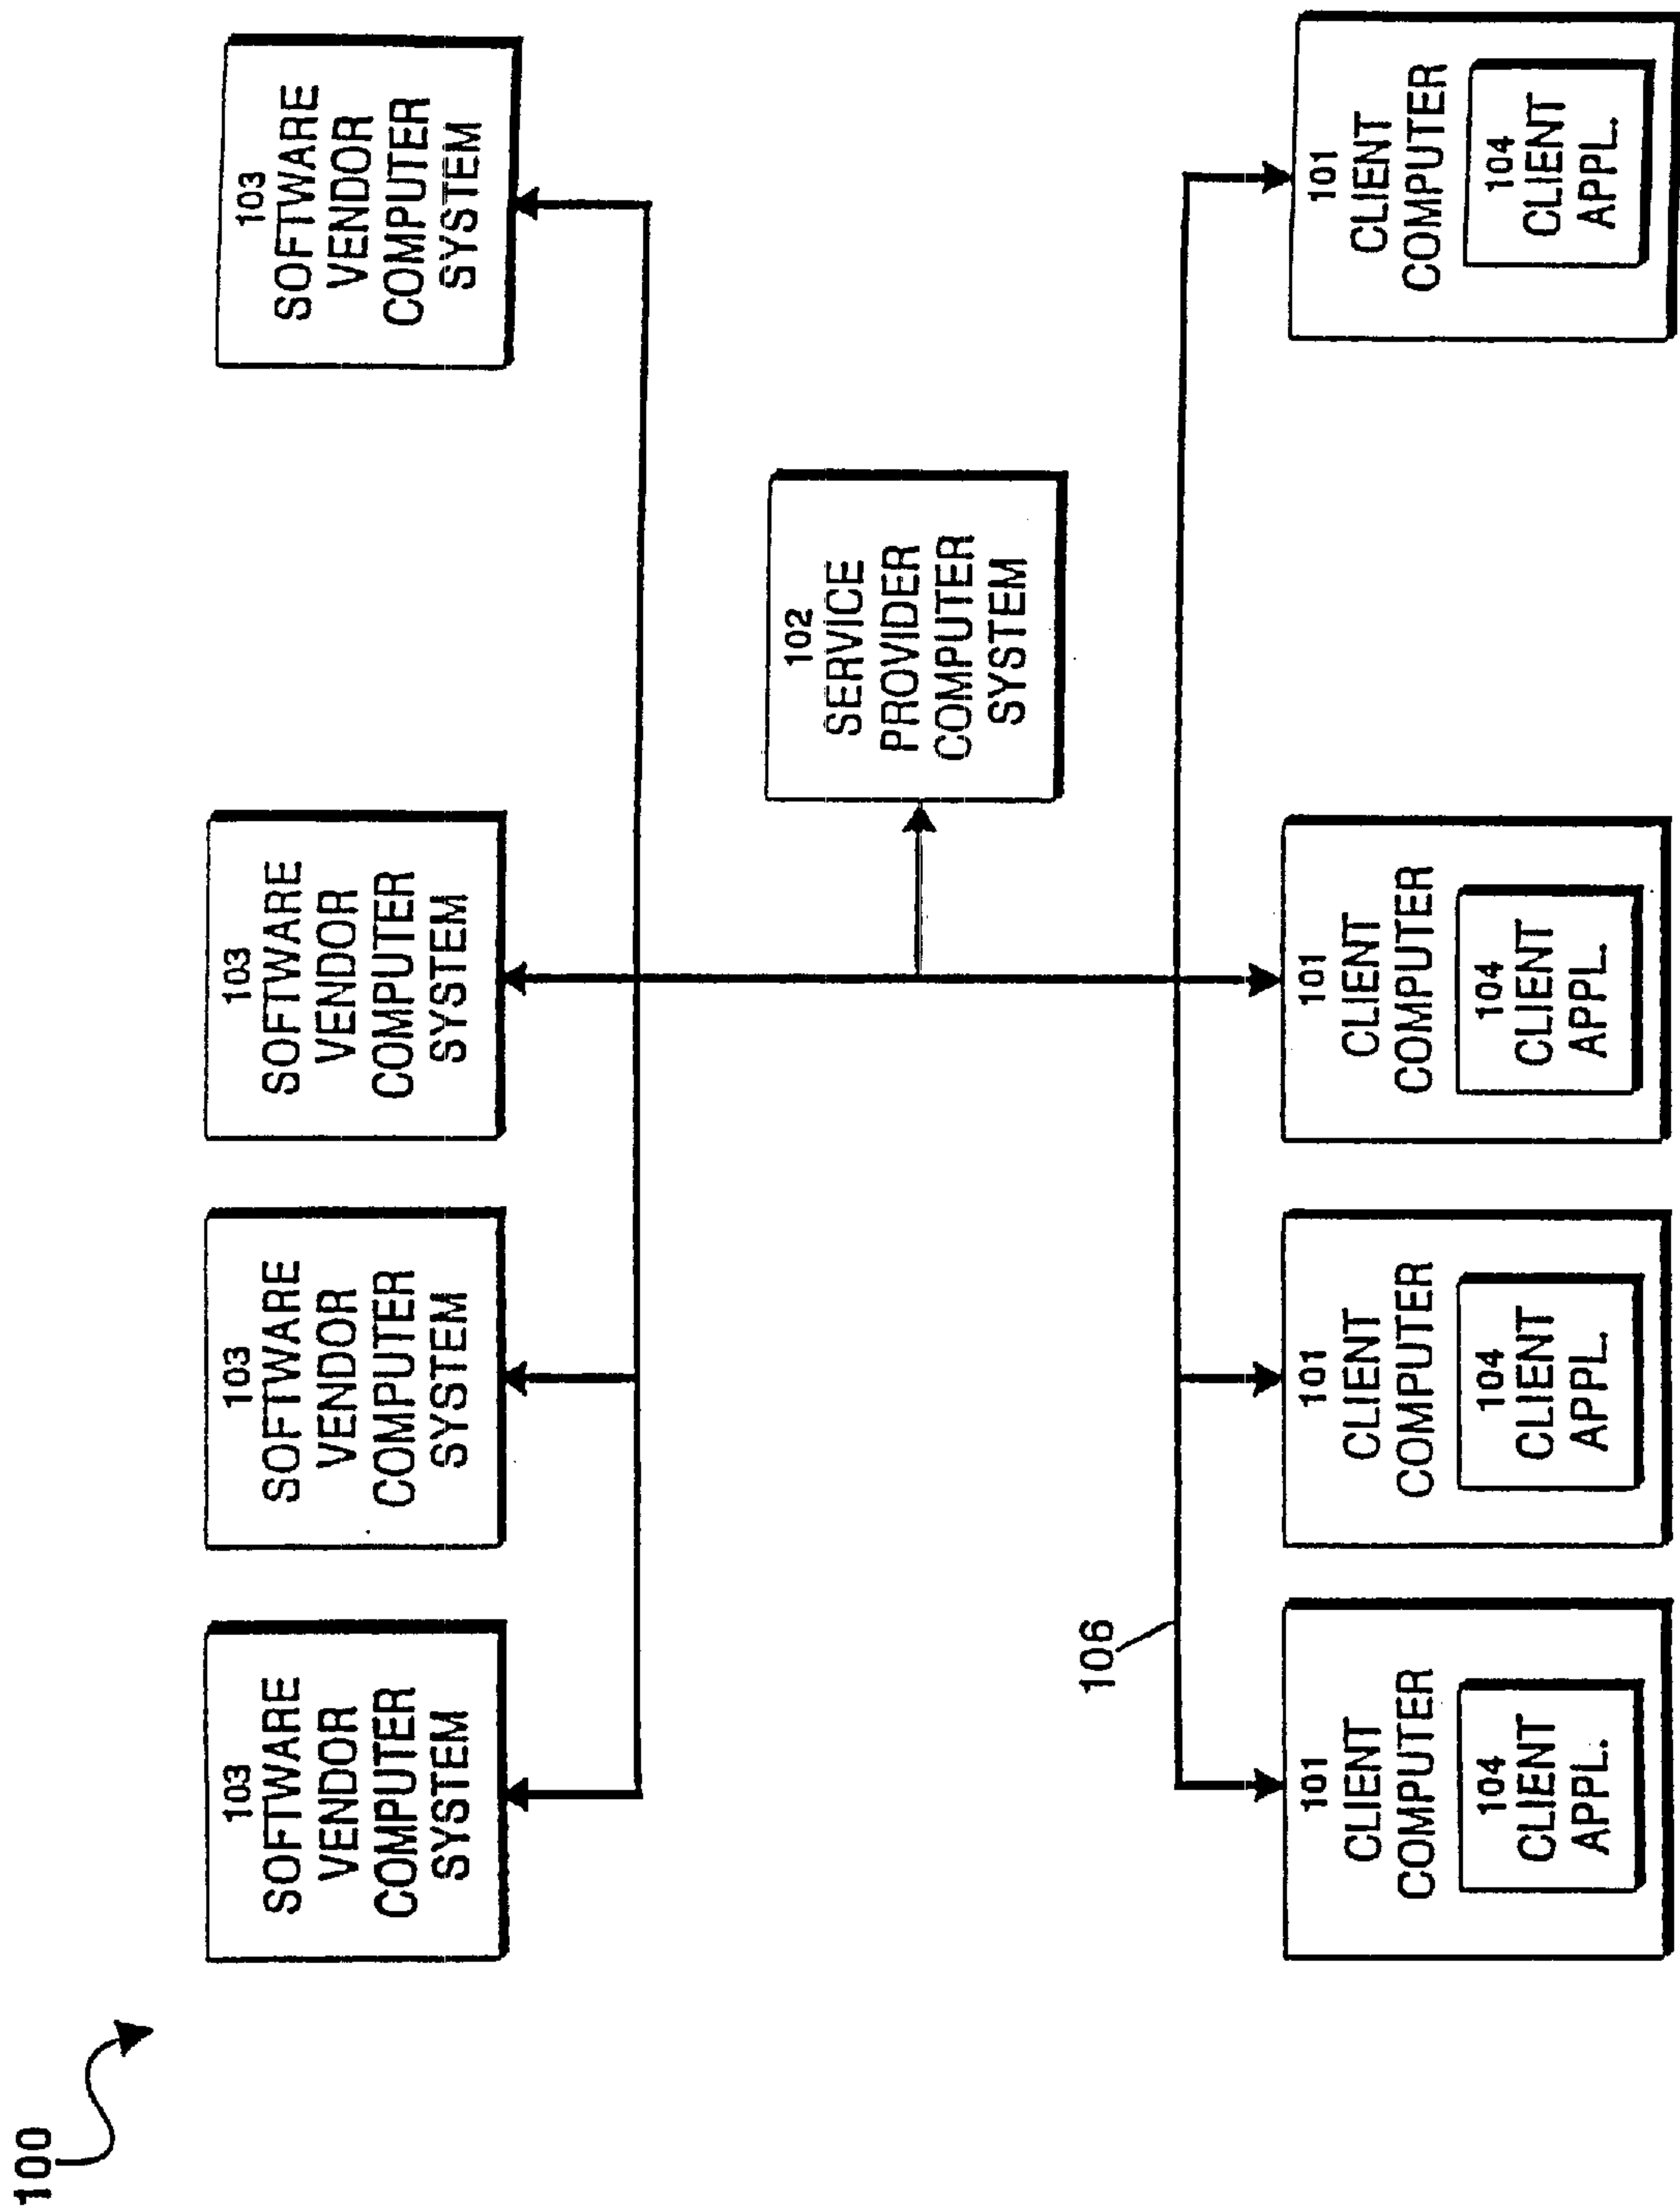 100
103
SOFTWARE
VENDOR
COMPUTER
SYSTEM
103
SOFTWARE
VENDOR
COMPUTER
SYSTEM
103
SOFTWARE
VENDOR
COMPUTER
SYSTEM
103
SOFTWARE
VENDOR
COMPUTER
SYSTEM
102
SERVICE
PROVIDER
COMPUTER
SYSTEM
106
101
CLIENT
COMPUTER
104
CLIENT
APPL.
101
CLIENT
COMPUTER
104
CLIENT
APPL.
101
CLIENT
COMPUTER
104
CLIENT
APPL.
101
CLIENT
COMPUTER
104
CLIENT
APPL.